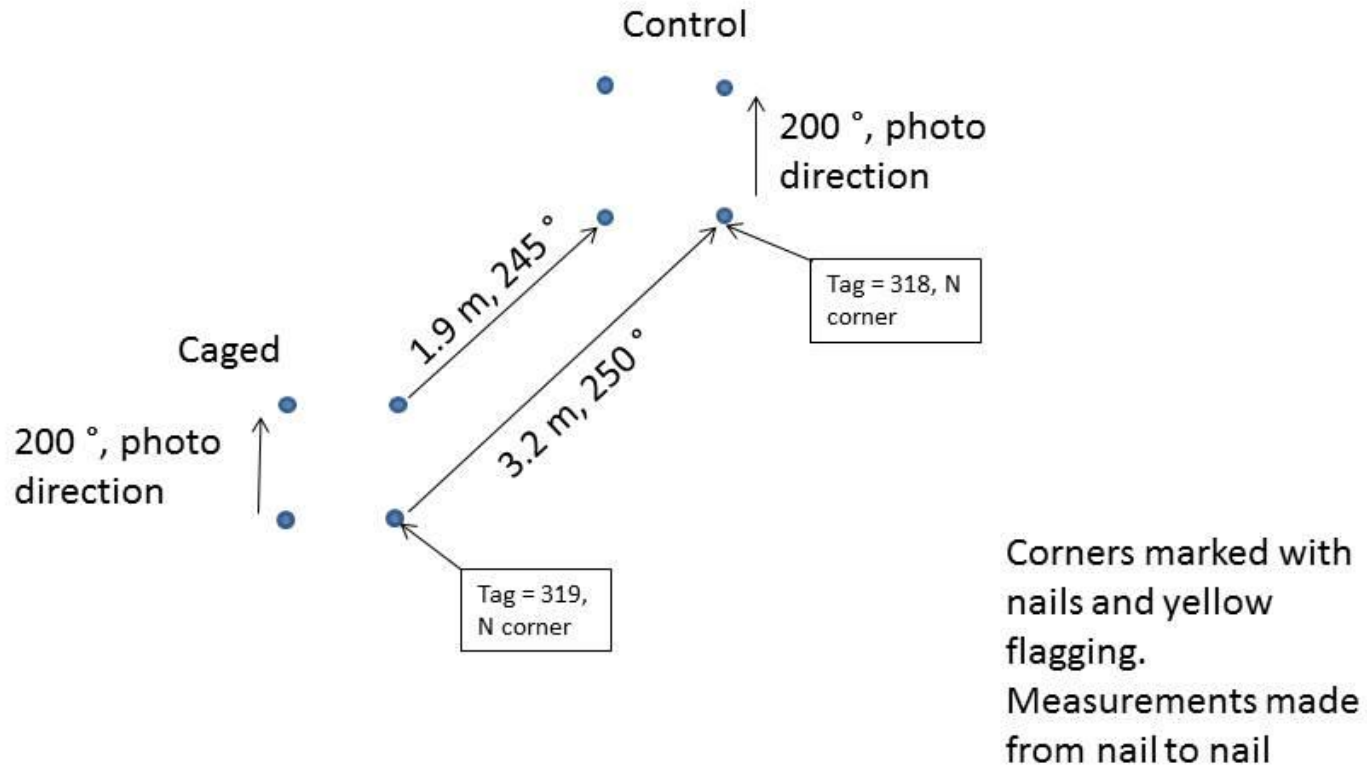 Control
200 °, photo
direction
1.9 m, 245 °
Tag = 318, N
corner
Caged
3.2 m, 250 °
200 °, photo
direction
Tag = 319,
N corner
Corners marked with
nails and yellow
flagging.
Measurements made
from nail to nail